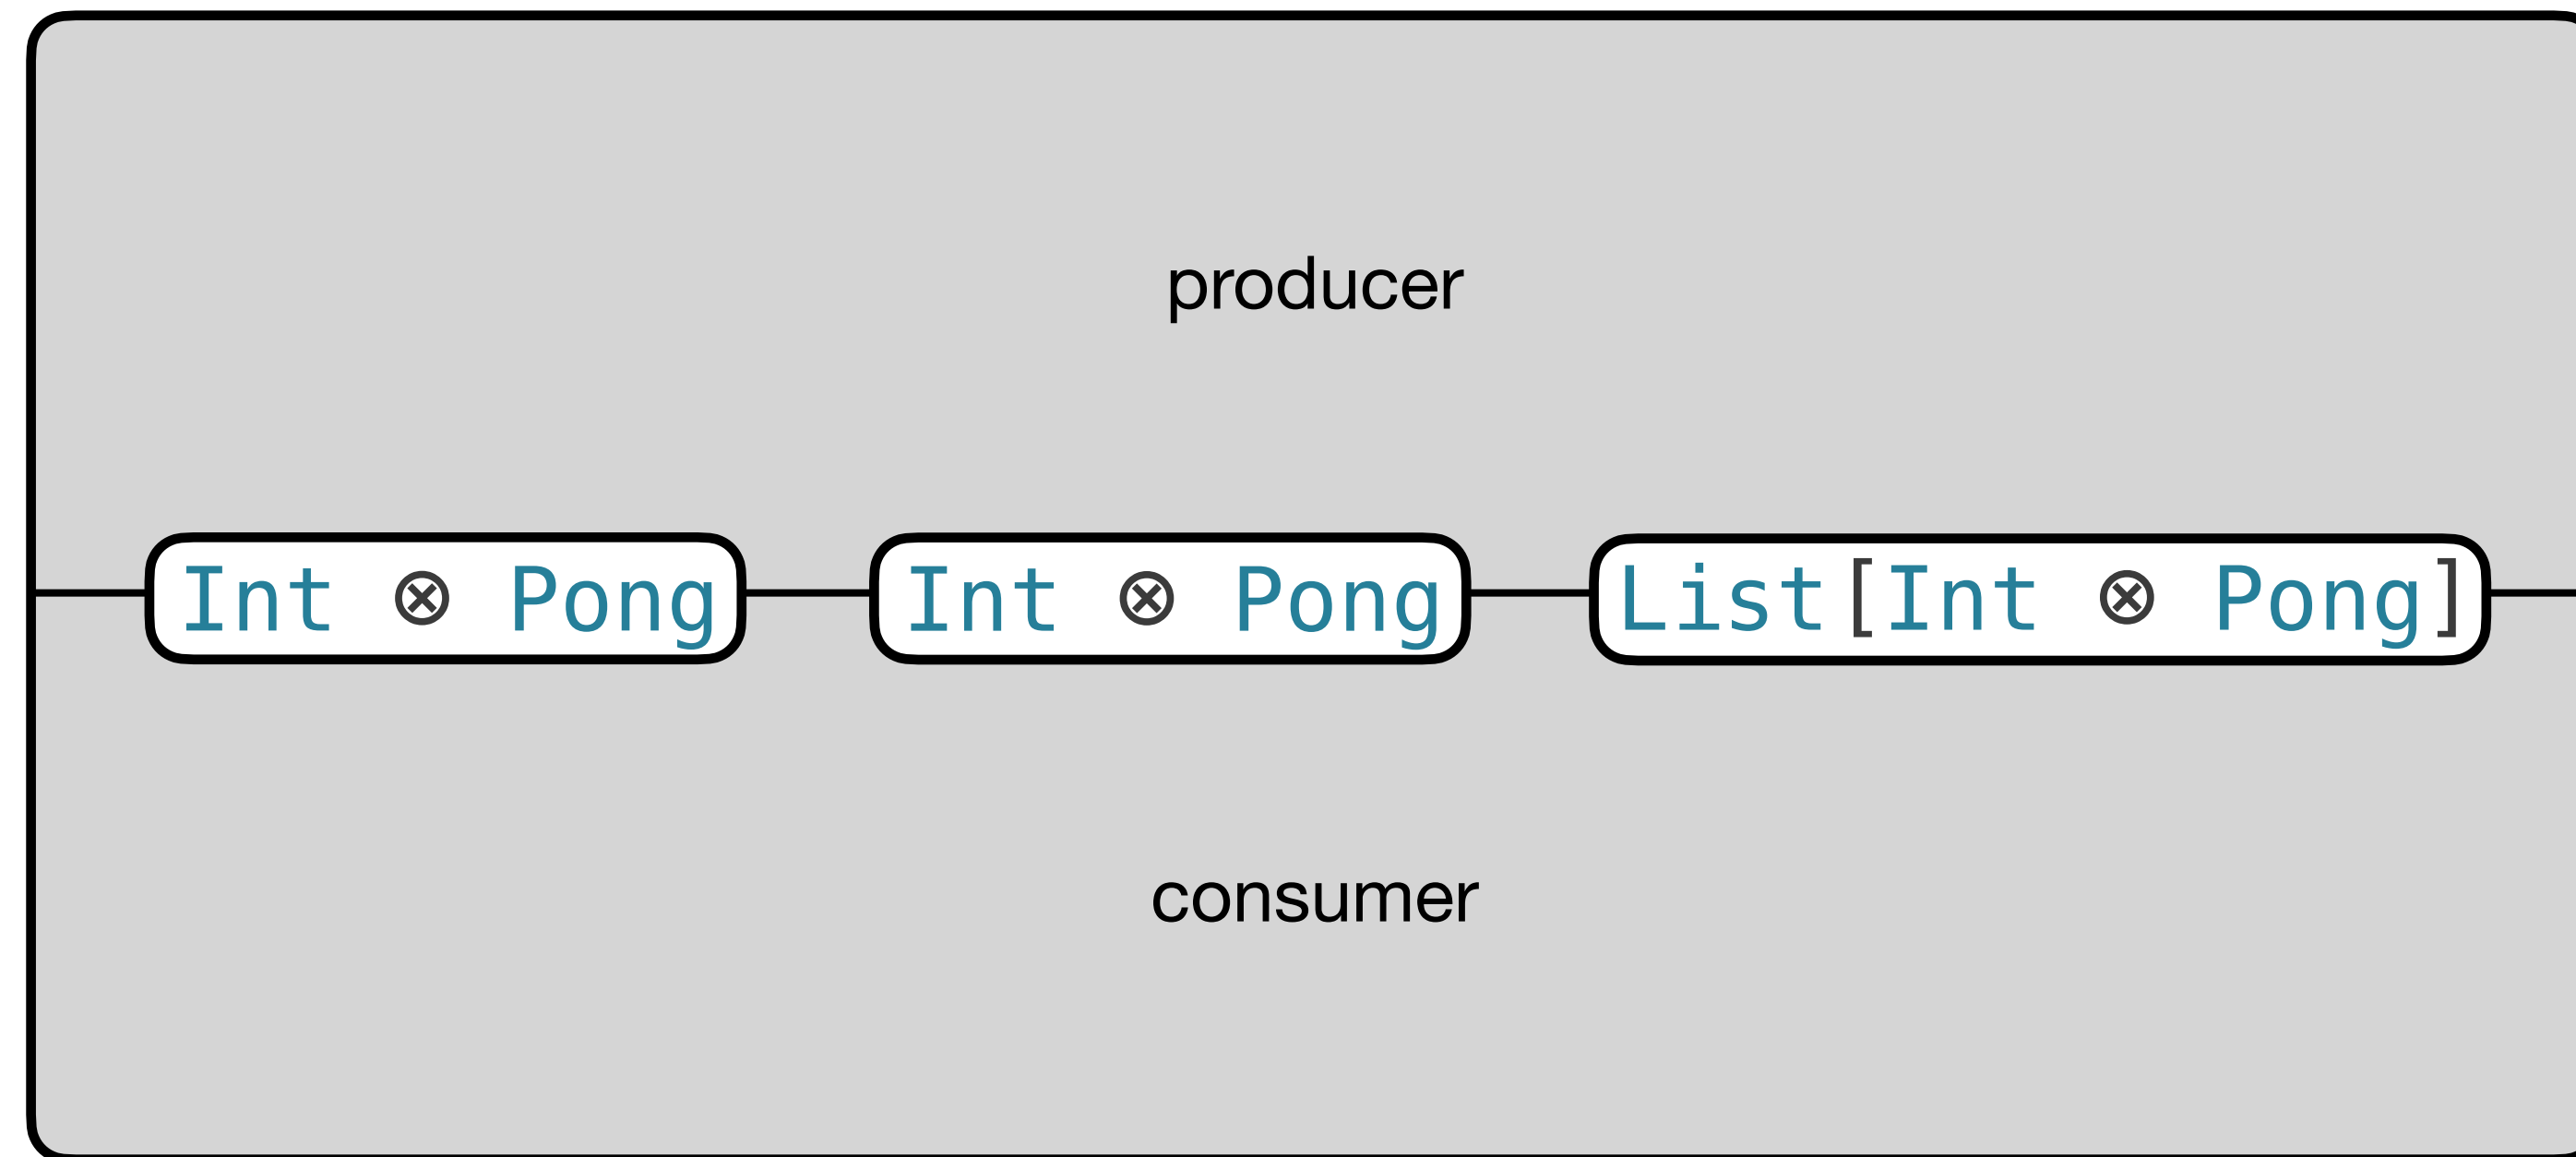 producer
Int ⊗ Pong
Int ⊗ Pong
List[Int ⊗ Pong]
consumer